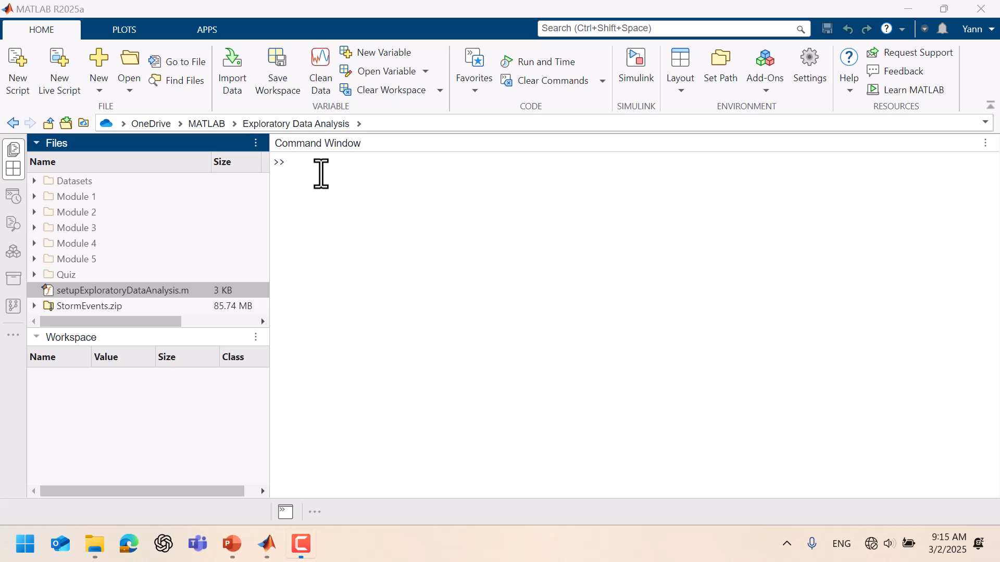 MATLAB R2025a
HOME PLOTS APPS Search (Ctrl+Shift+Space) Yann
New Script
New Live Script
New
Open
Go to File
Find Files
FILE
Import Data
Save Workspace
Clean Data
New Variable
Open Variable
Clear Workspace
VARIABLE
Favorites
Run and Time
Clear Commands
CODE
Simulink
SIMULINK
Layout
Set Path
Add-Ons
Settings
ENVIRONMENT
Help
Request Support
Feedback
Learn MATLAB
RESOURCES
OneDrive MATLAB Exploratory Data Analysis
Files
Name Size
Datasets
Module 1
Module 2
Module 3
Module 4
Module 5
Quiz
setupExploratoryDataAnalysis.m 3 KB
StormEvents.zip 85.74 MB
Workspace
Name Value Size Class
Command Window
>>
ENG
9:15 AM
3/2/2025